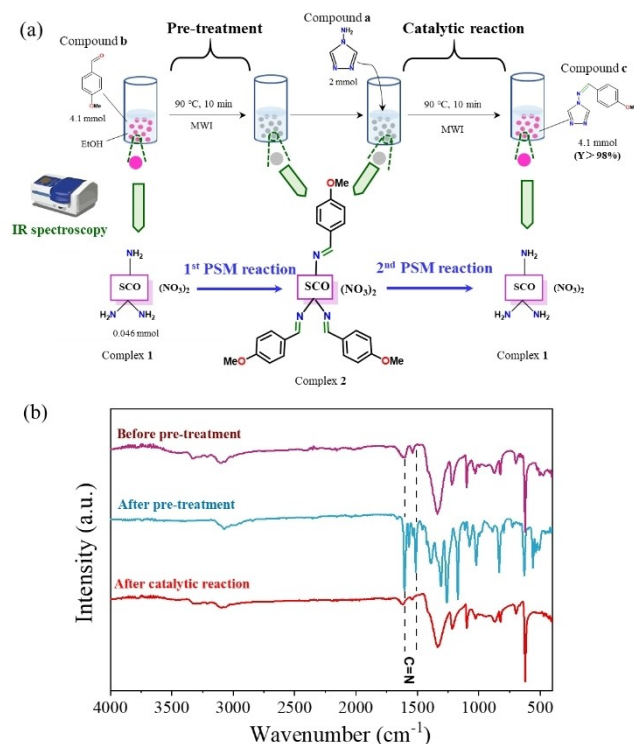 (a)
Pre-treatment
Compound a
Catalytic reaction
Compound b
NH2
N
N
N
2 mmol
Compound c
O
OMe
4.1 mmol
EtOH
90 °C, 10 min
MWI
90 °C, 10 min
MWI
N
N
N
N
OMe
4.1 mmol
(Y> 98%)
IR spectroscopy
OMe
N
NH2
SCO
(NO3)2
H2N
NH2
0.046 mmol
Complex 1
1st PSM reaction
SCO
(NO3)2
N
N
MeO
OMe
Complex 2
2nd PSM reaction
NH2
SCO
(NO3)2
H2N
NH2
Complex 1
(b)
Before pre-treatment
After pre-treatment
After catalytic reaction
C=N
Intensity (a.u.)
4000 3500 3000 2500 2000 1500 1000 500
Wavenumber (cm-1)